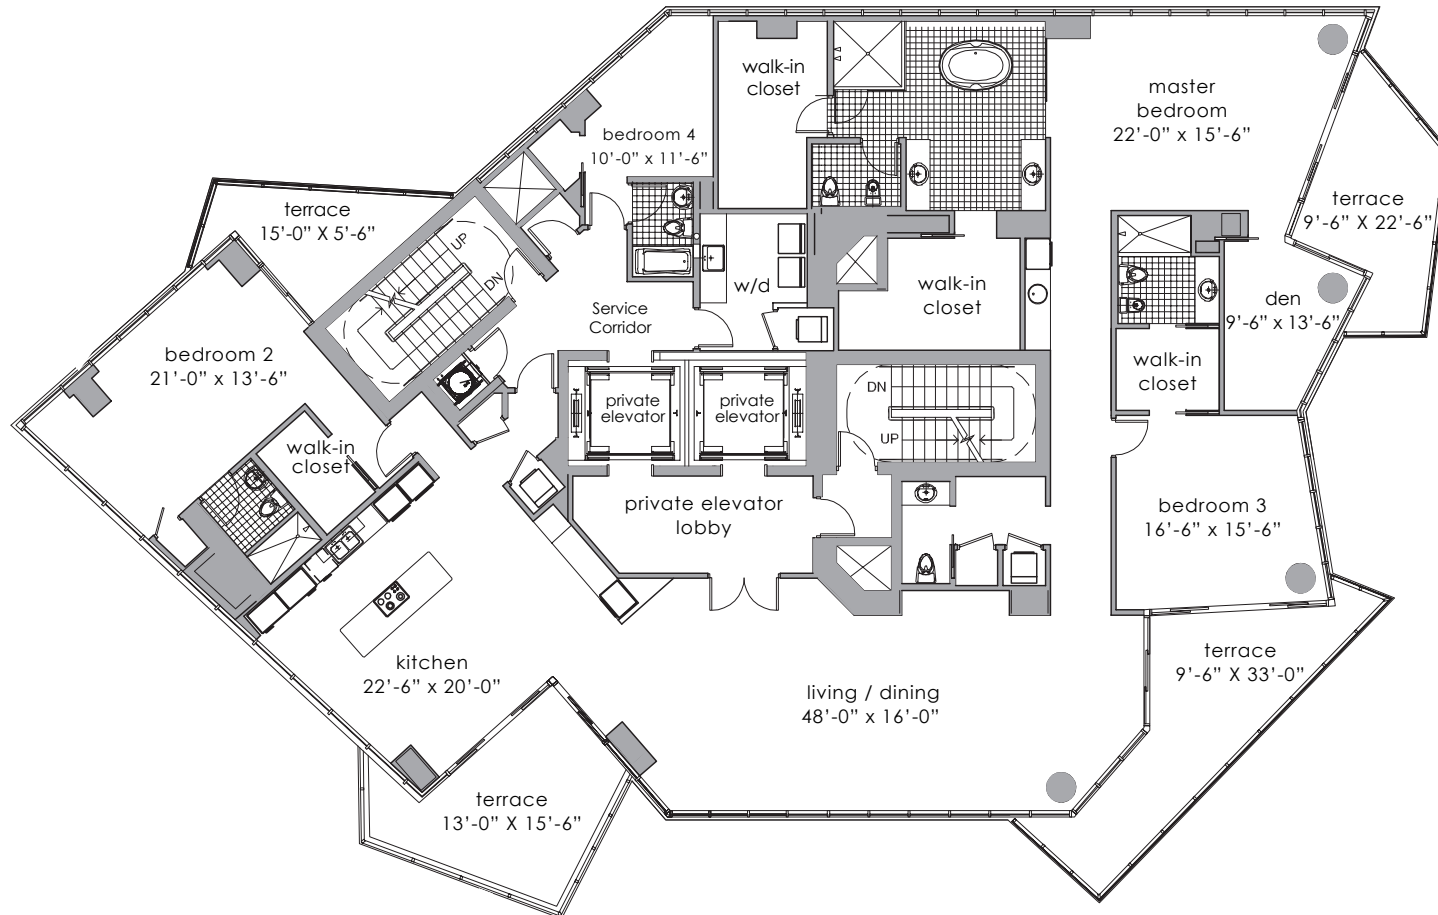 walk-in
closet
master
bedroom
22'-0" x 15'-6"
bedroom 4
10'-0" x 11'-6"
terrace
15'-0" X 5'-6"
terrace
9'-6" X 22'-6"
UP
DN
w/d
walk-in
closet
den
9'-6" x 13'-6"
Service
Corridor
bedroom 2
21'-0" x 13'-6"
walk-in
closet
private
elevator
private
elevator
DN
UP
walk-in
closet
private elevator
lobby
bedroom 3
16'-6" x 15'-6"
kitchen
22'-6" x 20'-0"
living / dining
48'-0" x 16'-0"
terrace
9'-6" X 33'-0"
terrace
13'-0" X 15'-6"